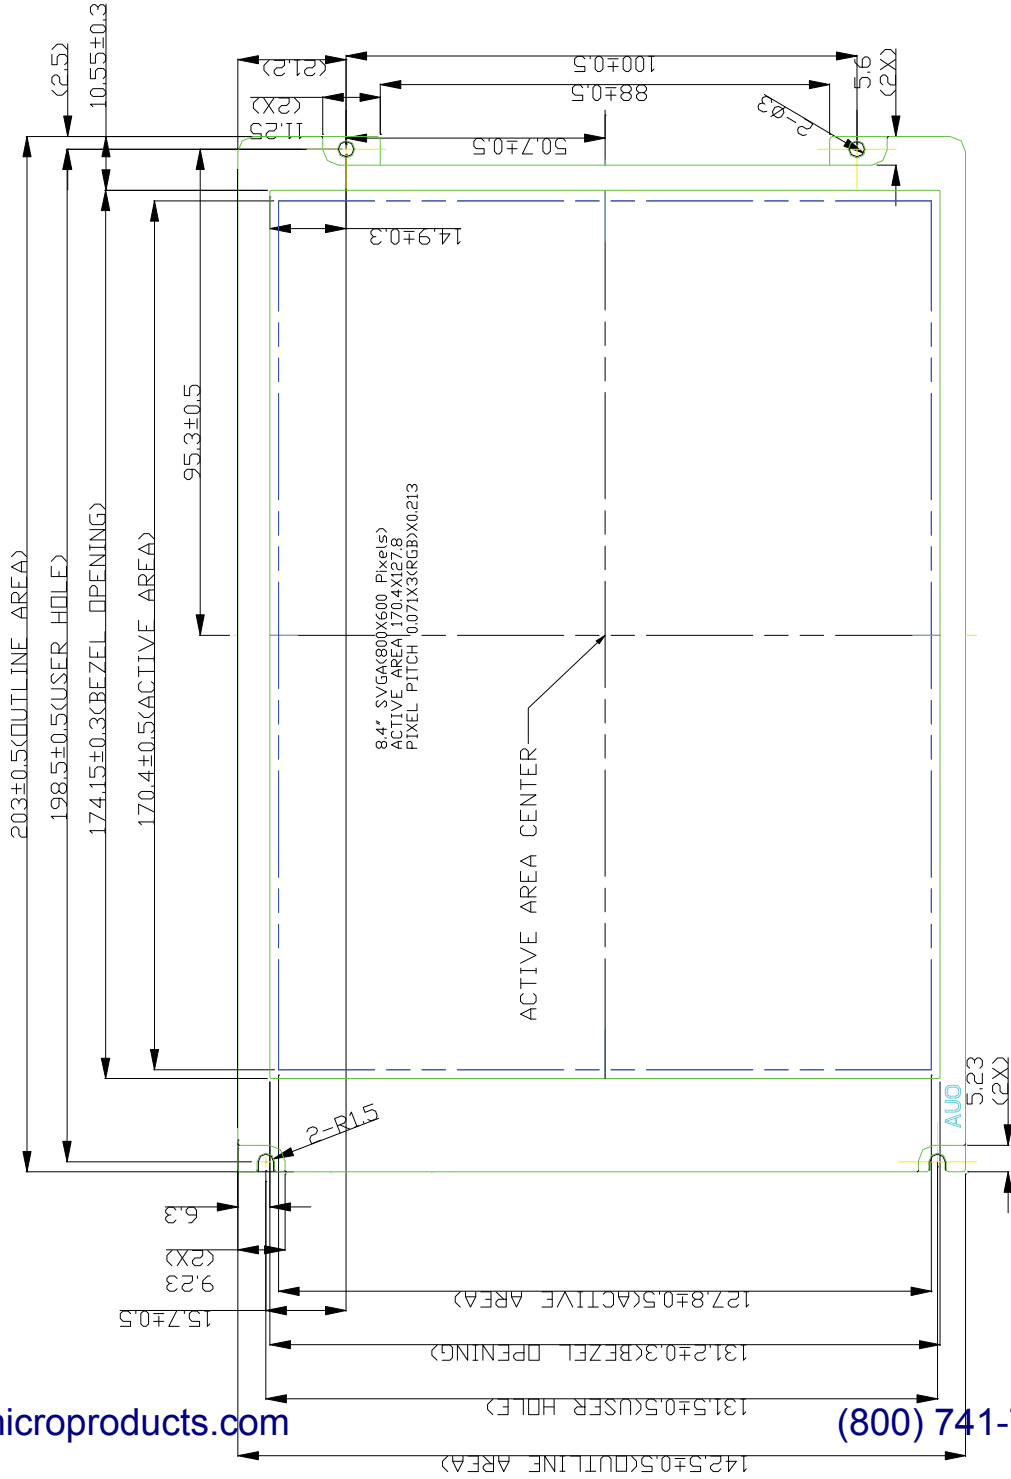 203±0.5(OUTLINE AREA)
198.5±0.5(USER HOLE)
174.15±0.3(BEZEL OPENING)
170.4±0.5(ACTIVE AREA)
95.3±0.5
(2.5)
10.55±0.3
(21.2)
11.25
(2X)
100±0.5
88±0.5
50.7±0.5
14.9±0.3
2-Ø3
5.6
(2X)
8.4" SVGA(800X600 Pixels)
ACTIVE AREA 170.4X127.8
PIXEL PITCH 0.071X3(RGB)X0.213
ACTIVE AREA CENTER
2-R1.5
AUO
5.23
(2X)
6.3
9.23
(2X)
15.7±0.5
127.8±0.5(ACTIVE AREA)
131.2±0.3(BEZEL OPENING)
131.5±0.5(USER HOLE)
142.5±0.5(OUTLINE AREA)
microproducts.com
(800) 741-